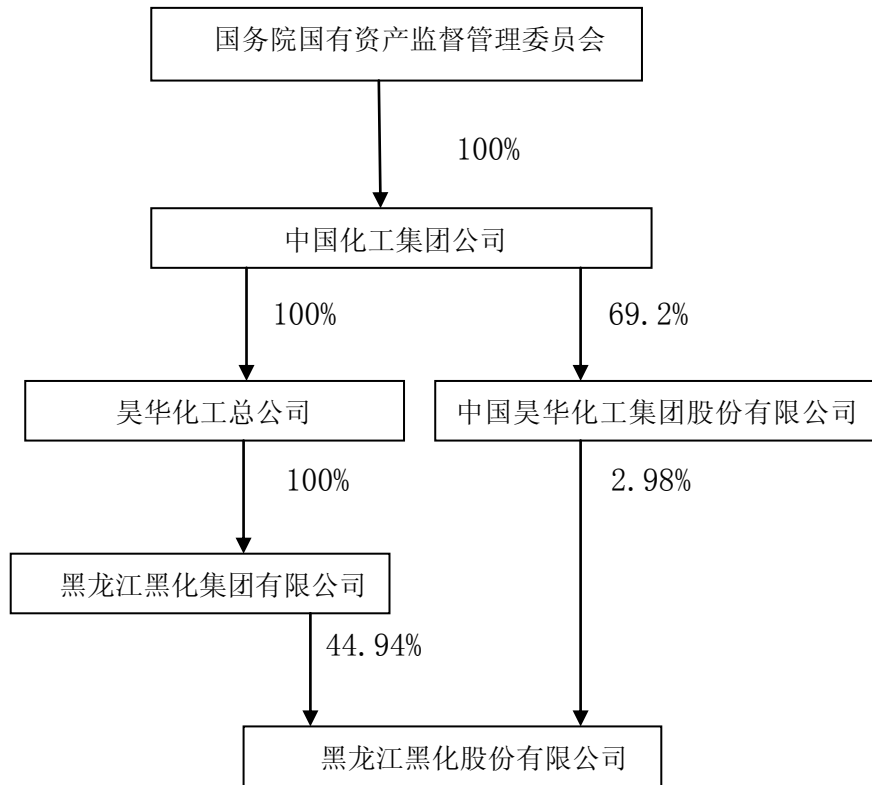 国务院国有资产监督管理委员会
100%
中国化工集团公司
100%
69.2%
昊华化工总公司
中国昊华化工集团股份有限公司
100%
2.98%
黑龙江黑化集团有限公司
44.94%
黑龙江黑化股份有限公司